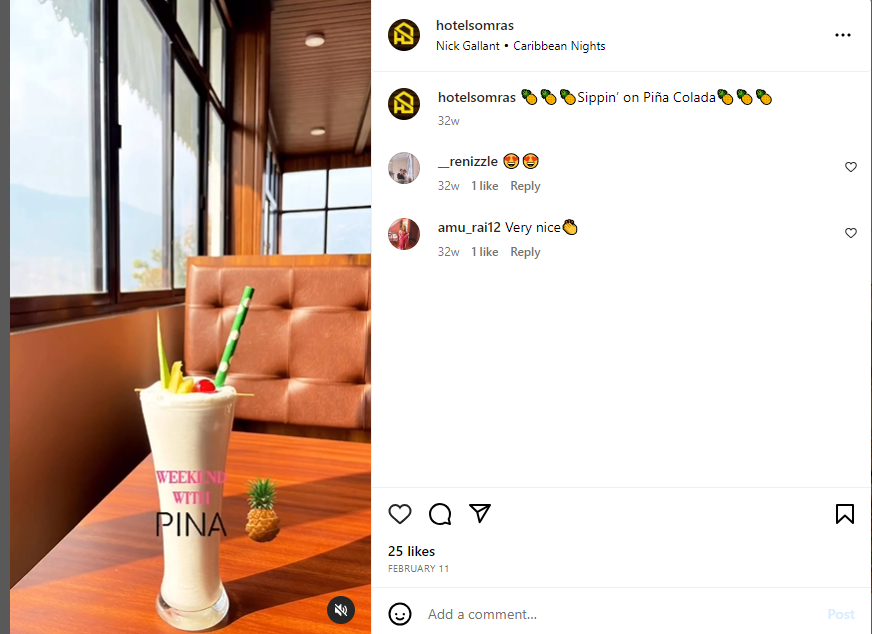 hotelsomras
Nick Gallant • Caribbean Nights
hotelsomras 🍍🍍🍍Sippin’ on Piña Colada🍍🍍🍍
32w
__renizzle 😍😍
32w 1 like Reply
amu_rai12 Very nice👏
32w 1 like Reply
WEEKEND
WITH
PINA
25 likes
FEBRUARY 11
Add a comment...
Post